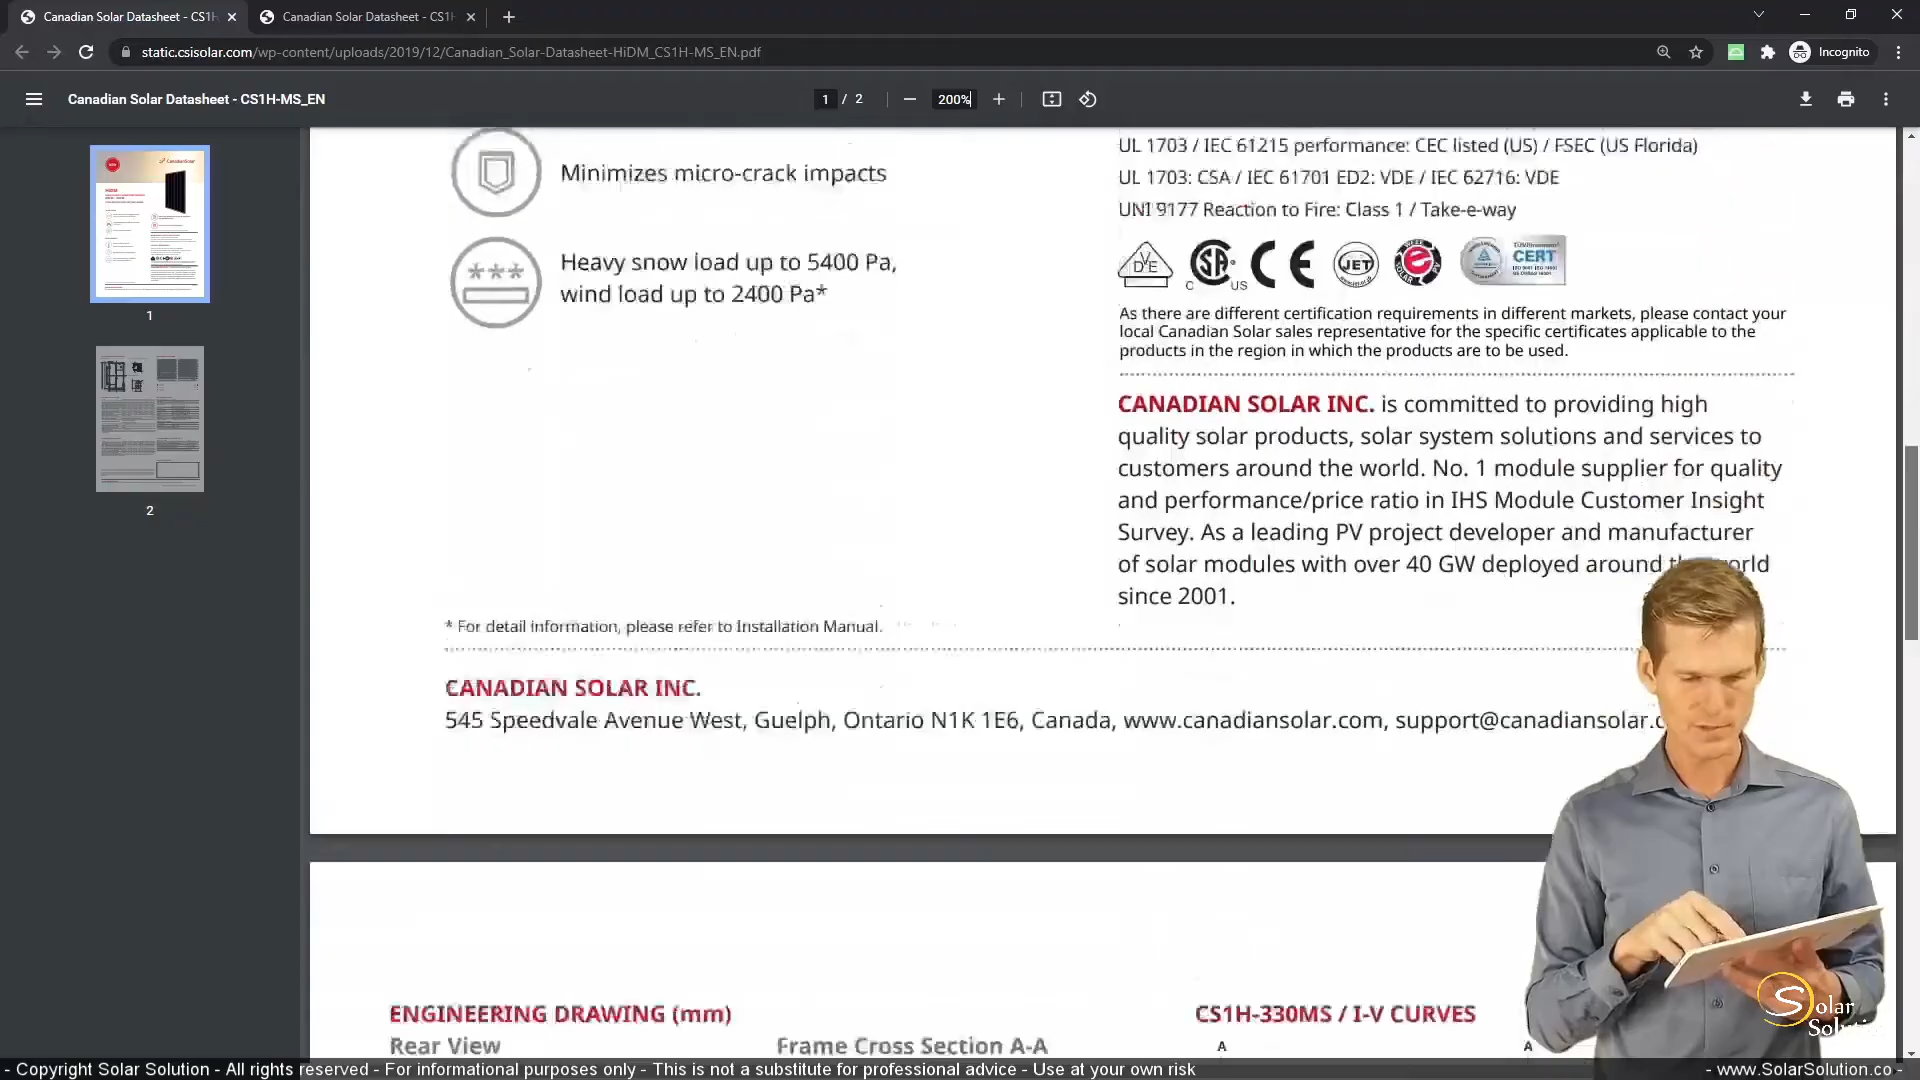 Canadian Solar Datasheet - CS1H
Canadian Solar Datasheet - CS1H
static.csisolar.com/wp-content/uploads/2019/12/Canadian_Solar-Datasheet-HiDM_CS1H-MS_EN.pdf
Incognito
Canadian Solar Datasheet - CS1H-MS_EN
1 / 2
200%
1
2
Minimizes micro-crack impacts
Heavy snow load up to 5400 Pa,
wind load up to 2400 Pa*
* For detail information, please refer to Installation Manual.
UL 1703 / IEC 61215 performance: CEC listed (US) / FSEC (US Florida)
UL 1703: CSA / IEC 61701 ED2: VDE / IEC 62716: VDE
UNI 9177 Reaction to Fire: Class 1 / Take-e-way
As there are different certification requirements in different markets, please contact your
local Canadian Solar sales representative for the specific certificates applicable to the
products in the region in which the products are to be used.
CANADIAN SOLAR INC. is committed to providing high
quality solar products, solar system solutions and services to
customers around the world. No. 1 module supplier for quality
and performance/price ratio in IHS Module Customer Insight
Survey. As a leading PV project developer and manufacturer
of solar modules with over 40 GW deployed around
since 2001.
CANADIAN SOLAR INC.
545 Speedvale Avenue West, Guelph, Ontario N1K 1E6, Canada, www.canadiansolar.com, support@canadiansolar.c
ENGINEERING DRAWING (mm)
Rear View
Frame Cross Section A-A
CS1H-330MS / I-V CURVES
A
A
Solar
Soluti
- Copyright Solar Solution - All rights reserved - For informational purposes only - This is not a substitute for professional advice - Use at your own risk
- www.SolarSolution.co -